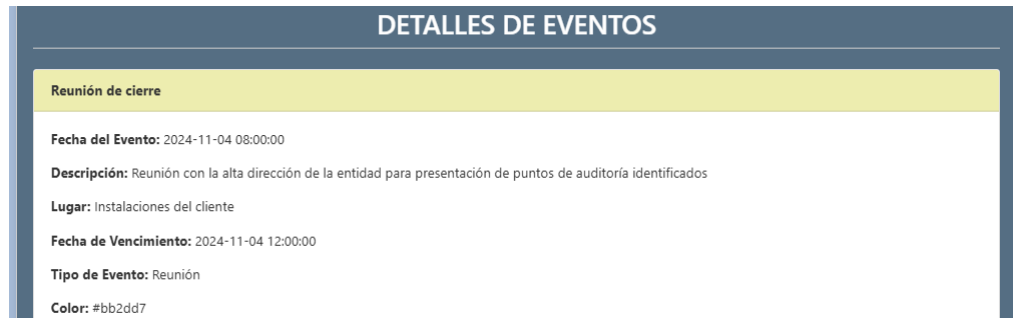 DETALLES DE EVENTOS
Reunión de cierre
Fecha del Evento: 2024-11-04 08:00:00
Descripción: Reunión con la alta dirección de la entidad para presentación de puntos de auditoría identificados
Lugar: Instalaciones del cliente
Fecha de Vencimiento: 2024-11-04 12:00:00
Tipo de Evento: Reunión
Color: #bb2dd7